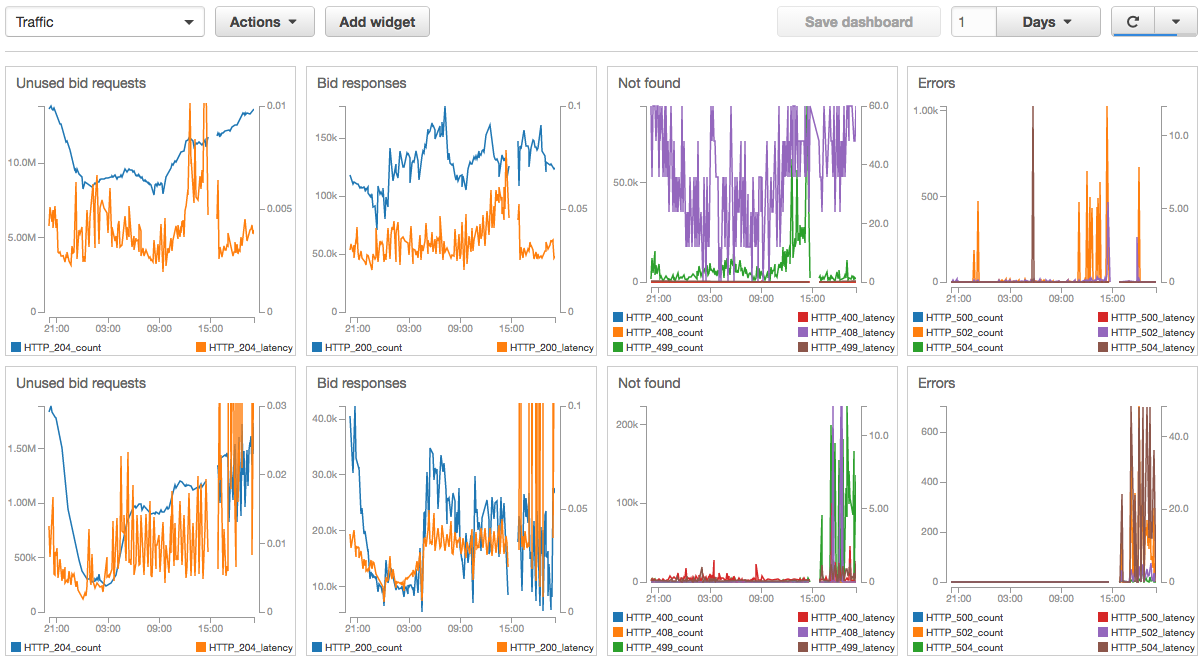 Traffic Actions Add widget Save dashboard 1 Days
Unused bid requests
0.01
10.0M
0.005
5.00M
0 0
21:00 03:00 09:00 15:00
HTTP_204_count HTTP_204_latency
Bid responses
0.1
150k
100k
0.05
50.0k
0 0
21:00 03:00 09:00 15:00
HTTP_200_count HTTP_200_latency
Not found
60.0
50.0k
40.0
20.0
0 0
21:00 03:00 09:00 15:00
HTTP_400_count HTTP_400_latency
HTTP_408_count HTTP_408_latency
HTTP_499_count HTTP_499_latency
Errors
1.00k
10.0
500
5.00
0 0
21:00 03:00 09:00 15:00
HTTP_500_count HTTP_500_latency
HTTP_502_count HTTP_502_latency
HTTP_504_count HTTP_504_latency
Unused bid requests
0.03
1.50M
0.02
1.00M
500k
0.01
0 0
21:00 03:00 09:00 15:00
HTTP_204_count HTTP_204_latency
Bid responses
0.1
40.0k
30.0k
20.0k
0.05
10.0k
0
21:00 03:00 09:00 15:00
HTTP_200_count HTTP_200_latency
Not found
200k
10.0
100k
5.00
0 0
21:00 03:00 09:00 15:00
HTTP_400_count HTTP_400_latency
HTTP_408_count HTTP_408_latency
HTTP_499_count HTTP_499_latency
Errors
600
40.0
400
20.0
200
0 0
21:00 03:00 09:00 15:00
HTTP_500_count HTTP_500_latency
HTTP_502_count HTTP_502_latency
HTTP_504_count HTTP_504_latency